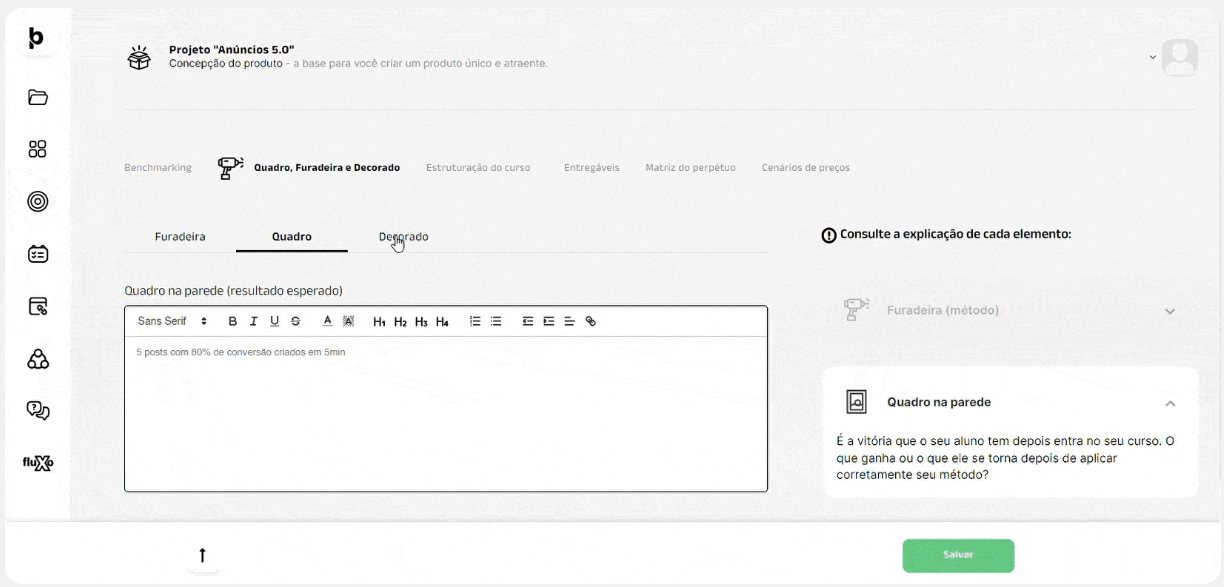 b
Projeto "Anúncios 5.0"
Concepção do produto - a base para você criar um produto único e atraente.
Benchmarking Quadro, Furadeira e Decorado Estruturação do curso Entregáveis Matriz do perpétuo Cenários de preços
Furadeira Quadro Decorado
Consulte a explicação de cada elemento:
Quadro na parede (resultado esperado)
Sans Serif B I U S A A H1 H2 H3 H4
5 posts com 80% de conversão criados em 5min
Furadeira (método)
Quadro na parede
É a vitória que o seu aluno tem depois entra no seu curso. O
que ganha ou o que ele se torna depois de aplicar
corretamente seu método?
fluxo
Salvar